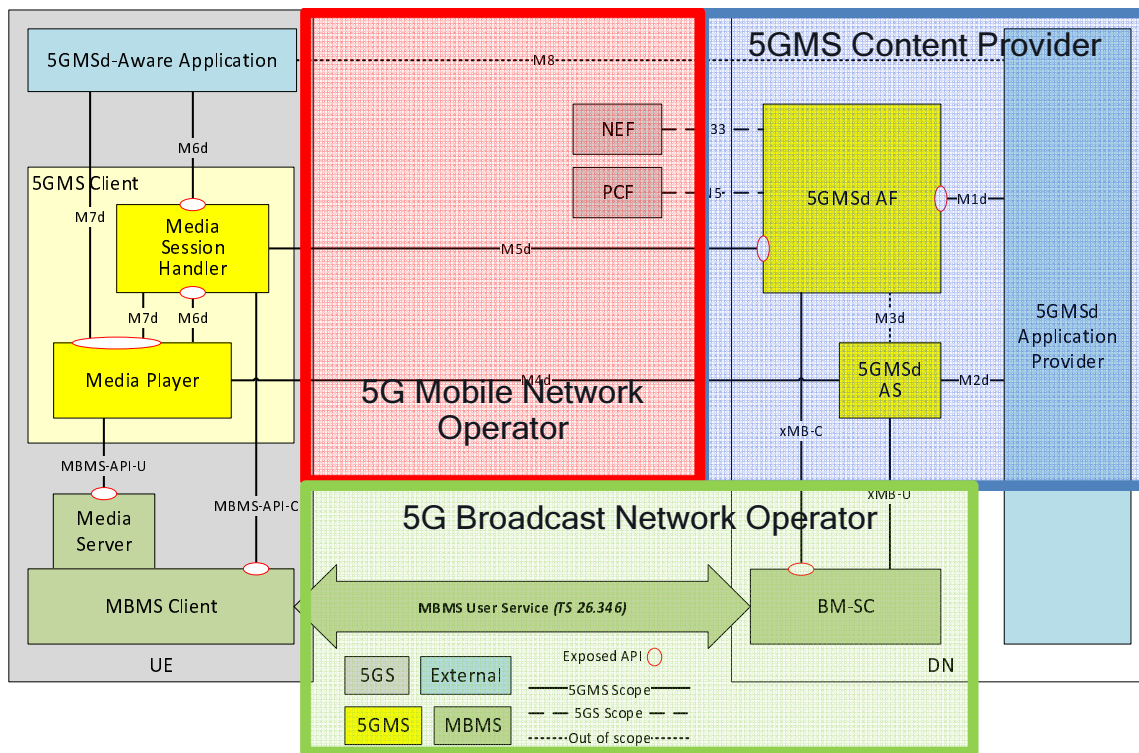 5GMS Content Provider
5GMSd-Aware Application
M8
NEF
33
PCF
N5
5GMSd AF
M1d
M6d
5GMS Client
M7d
Media
Session
Handler
M5d
M7d
M6d
M3d
5GMSd
Application
Provider
Media Player
M4d
5GMSd
AS
M2d
5G Mobile Network
Operator
xMB-C
MBMS-API-U
MBMS-API-C
xMB-U
Media
Server
5G Broadcast Network Operator
MBMS Client
MBMS User Service (TS 26.346)
BM-SC
UE
DN
Exposed API
5GS
External
5GMS Scope
5GS Scope
5GMS
MBMS
Out of scope